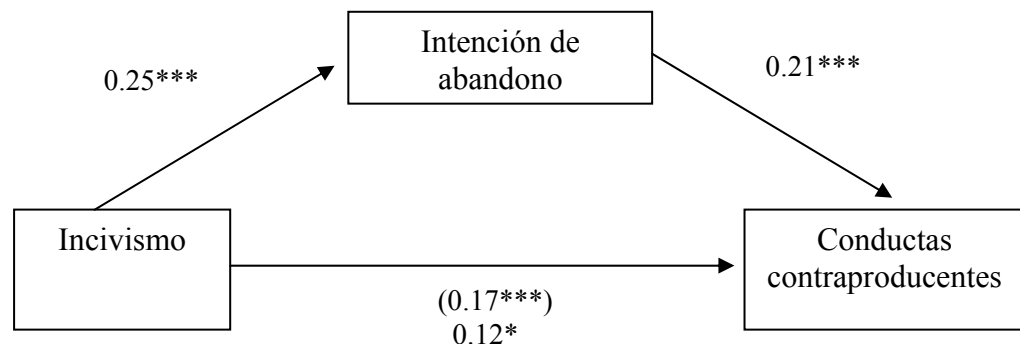 Intención de
abandono
0.25***
0.21***
Incivismo
Conductas
contraproducentes
(0.17***)
0.12*